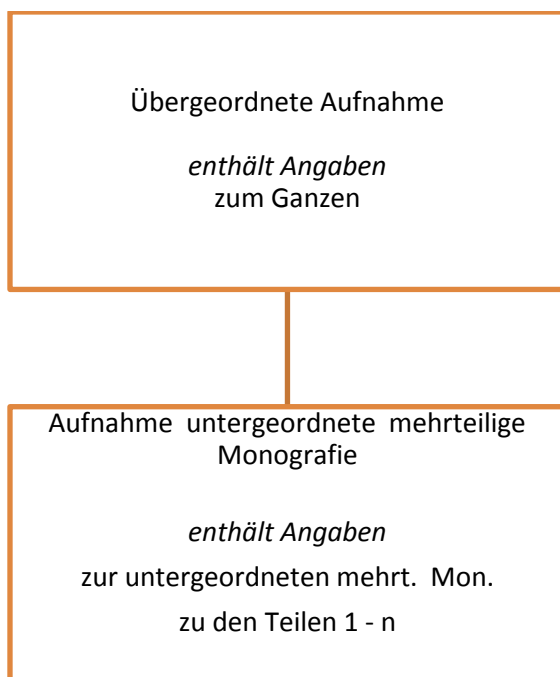 Übergeordnete Aufnahme
enthält Angaben
zum Ganzen
Aufnahme untergeordnete mehrteilige
Monografie
enthält Angaben
zur untergeordneten mehrt. Mon.
zu den Teilen 1 - n